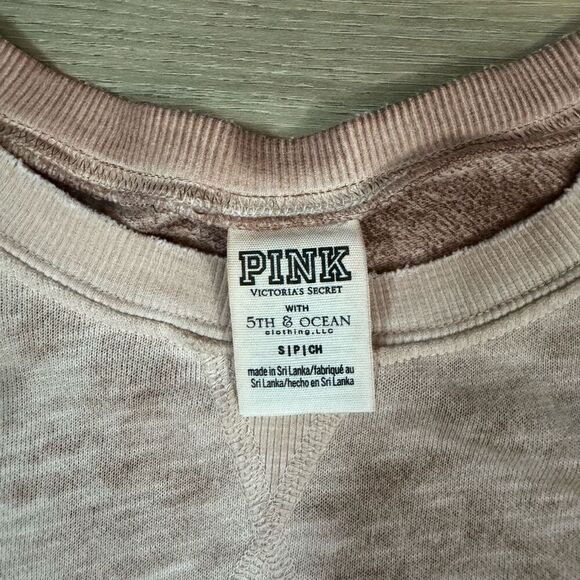 PINK
VICTORIA'S SECRET
WITH
5TH & OCEAN
clothing, LLC
S|P|CH
made in Sri Lanka/fabriqué au
Sri Lanka/hecho en Sri Lanka